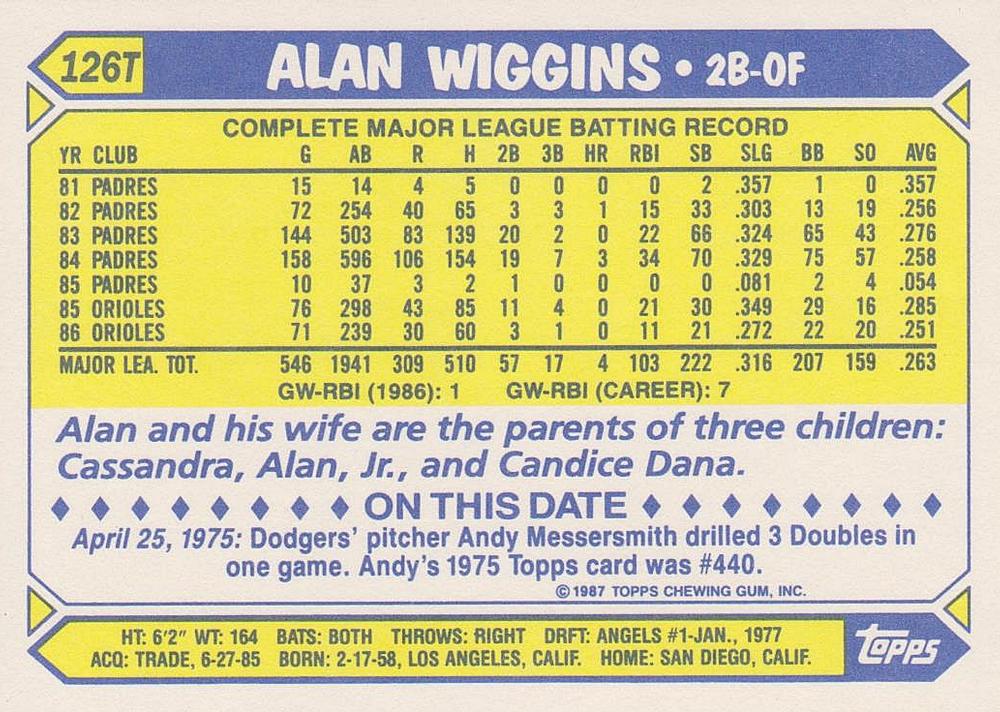 126T ALAN WIGGINS • 2B-OF
COMPLETE MAJOR LEAGUE BATTING RECORD
YR CLUB G AB R H 2B 3B HR RBI SB SLG BB SO AVG
81 PADRES 15 14 4 5 0 0 0 0 2 .357 1 0 .357
82 PADRES 72 254 40 65 3 3 1 15 33 .303 13 19 .256
83 PADRES 144 503 83 139 20 2 0 22 66 .324 65 43 .276
84 PADRES 158 596 106 154 19 7 3 34 70 .329 75 57 .258
85 PADRES 10 37 3 2 1 0 0 0 0 .081 2 4 .054
85 ORIOLES 76 298 43 85 11 4 0 21 30 .349 29 16 .285
86 ORIOLES 71 239 30 60 3 1 0 11 21 .272 22 20 .251
MAJOR LEA. TOT. 546 1941 309 510 57 17 4 103 222 .316 207 159 .263
GW-RBI (1986): 1 GW-RBI (CAREER): 7
Alan and his wife are the parents of three children:
Cassandra, Alan, Jr., and Candice Dana.
ON THIS DATE
April 25, 1975: Dodgers' pitcher Andy Messersmith drilled 3 Doubles in
one game. Andy's 1975 Topps card was #440.
© 1987 TOPPS CHEWING GUM, INC.
HT: 6'2" WT: 164 BATS: BOTH THROWS: RIGHT DRFT: ANGELS #1-JAN., 1977
ACQ: TRADE, 6-27-85 BORN: 2-17-58, LOS ANGELES, CALIF. HOME: SAN DIEGO, CALIF.
topps